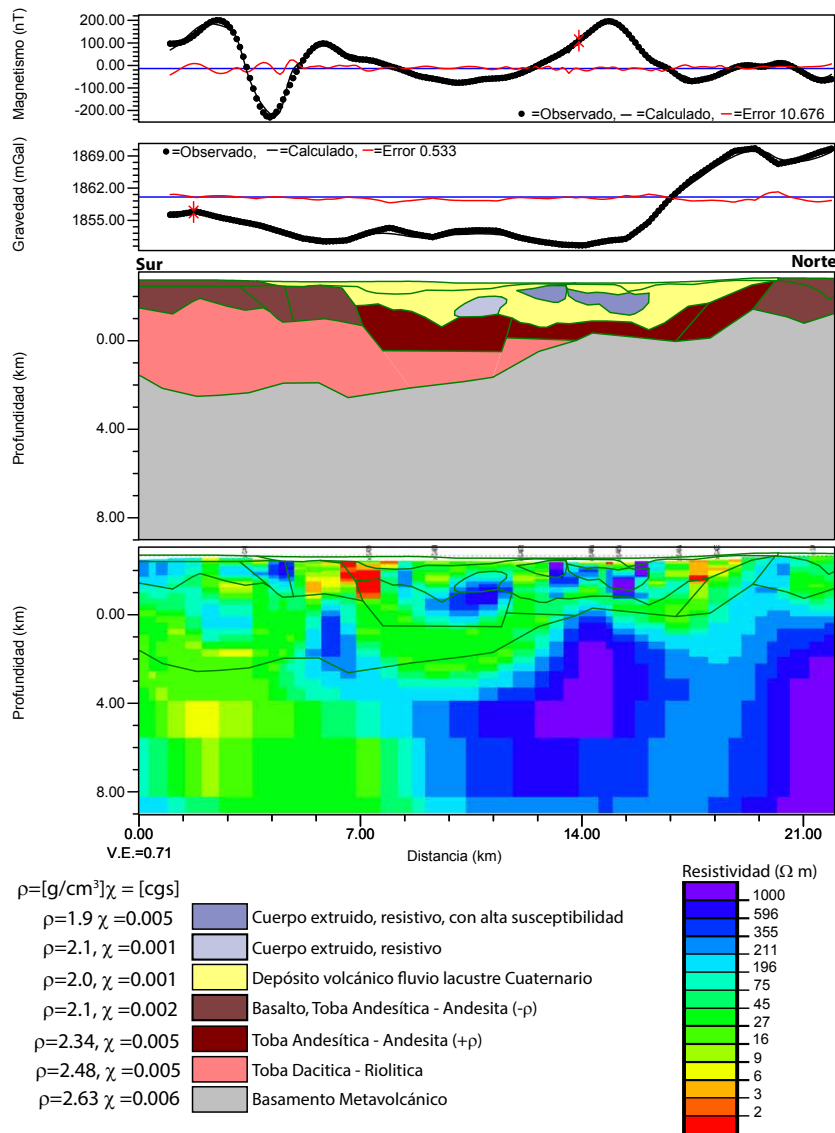 200.00
100.00
0.00
-100.00
-200.00
Magnetismo (nT)
●=Observado, —=Calculado, —=Error 10.676
1869.00
1862.00
1855.00
Gravedad (mGal)
●=Observado, —=Calculado, —=Error 0.533
Sur
Norte
0.00
4.00
8.00
Profundidad (km)
0.00
4.00
8.00
Profundidad (km)
0.00
7.00
14.00
21.00
V.E.=0.71
Distancia (km)
ρ=[g/cm³]χ = [cgs]
ρ=1.9 χ =0.005 Cuerpo extruido, resistivo, con alta susceptibilidad
ρ=2.1, χ =0.001 Cuerpo extruido, resistivo
ρ=2.0, χ =0.001 Depósito volcánico fluvio lacustre Cuaternario
ρ=2.1, χ =0.002 Basalto, Toba Andesítica - Andesita (-ρ)
ρ=2.34, χ =0.005 Toba Andesítica - Andesita (+ρ)
ρ=2.48, χ =0.005 Toba Dacitica - Riolitica
ρ=2.63 χ =0.006 Basamento Metavolcánico
Resistividad (Ω m)
1000
596
355
211
196
75
45
27
16
9
6
3
2